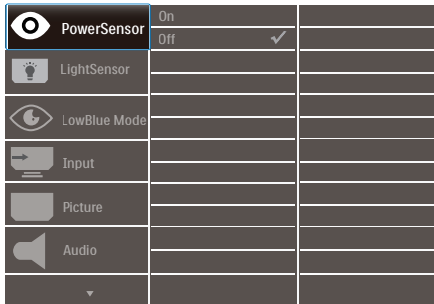 PowerSensor
On
Off
LightSensor
LowBlue Mode
Input
Picture
Audio